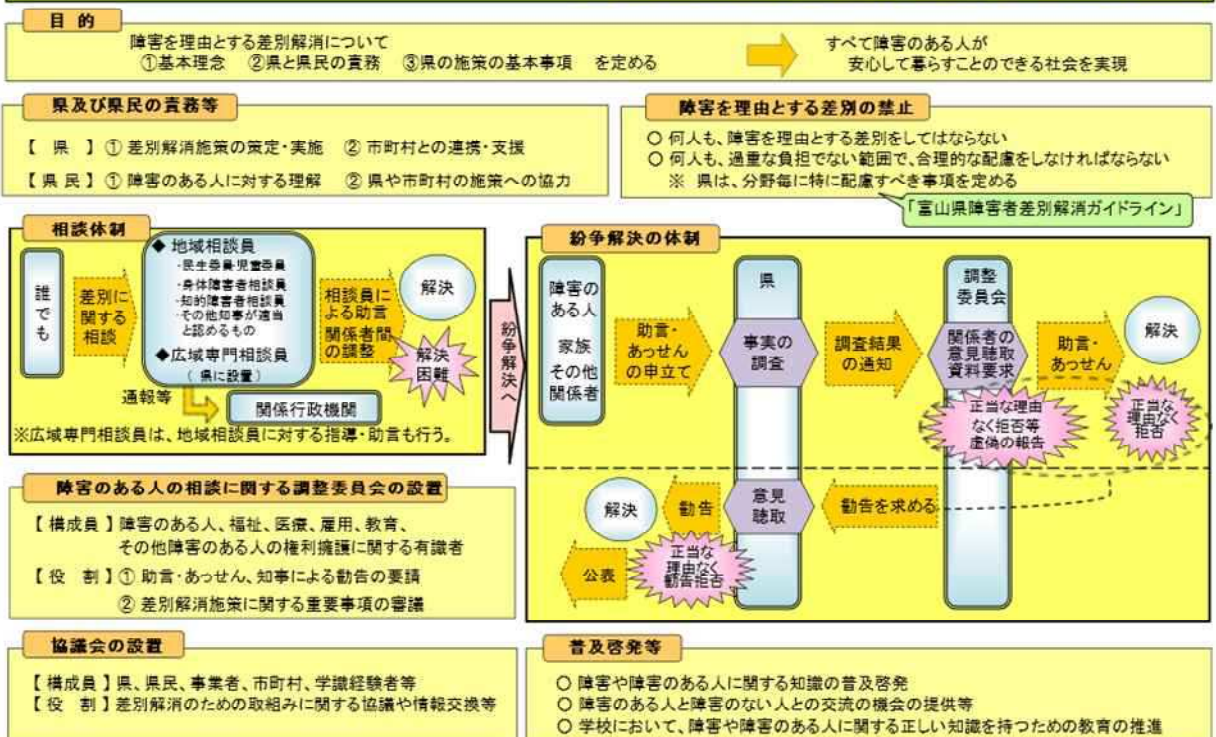 目 的
障害を理由とする差別解消について
①基本理念 ②県と県民の責務 ③県の施策の基本事項 を定める
すべて障害のある人が
安心して暮らすことのできる社会を実現
県及び県民の責務等
【 県 】① 差別解消施策の策定・実施 ② 市町村との連携・支援
【県民】① 障害のある人に対する理解 ② 県や市町村の施策への協力
障害を理由とする差別の禁止
○ 何人も、障害を理由とする差別をしてはならない
○ 何人も、過重な負担でない範囲で、合理的な配慮をしなければならない
※ 県は、分野毎に特に配慮すべき事項を定める
「富山県障害者差別解消ガイドライン」
相談体制
誰でも
差別に
関する
相談
◆ 地域相談員
・民生委員・児童委員
・身体障害者相談員
・知的障害者相談員
・その他知事が適当
と認めるもの
◆広域専門相談員
（ 県に設置 ）
相談員に
よる助言
関係者間
の調整
解決
解決
困難
通報等
関係行政機関
※広域専門相談員は、地域相談員に対する指導・助言も行う。
紛争解決へ
紛争解決の体制
障害の
ある人
家族
その他
関係者
助言・
あっせん
の申立て
県
事実の
調査
調査結果
の通知
調整
委員会
関係者の
意見聴取
資料要求
助言・
あっせん
解決
正当な理由
なく拒否等
虚偽の報告
正当な
理由なく
拒否
勧告を求める
意見
聴取
勧告
解決
正当な
理由なく
勧告拒否
公表
障害のある人の相談に関する調整委員会の設置
【構成員】障害のある人、福祉、医療、雇用、教育、
その他障害のある人の権利擁護に関する有識者
【役 割】① 助言・あっせん、知事による勧告の要請
② 差別解消施策に関する重要事項の審議
協議会の設置
【構成員】県、県民、事業者、市町村、学識経験者等
【役 割】差別解消のための取組みに関する協議や情報交換等
普及啓発等
○ 障害や障害のある人に関する知識の普及啓発
○ 障害のある人と障害のない人との交流の機会の提供等
○ 学校において、障害や障害のある人に関する正しい知識を持つための教育の推進